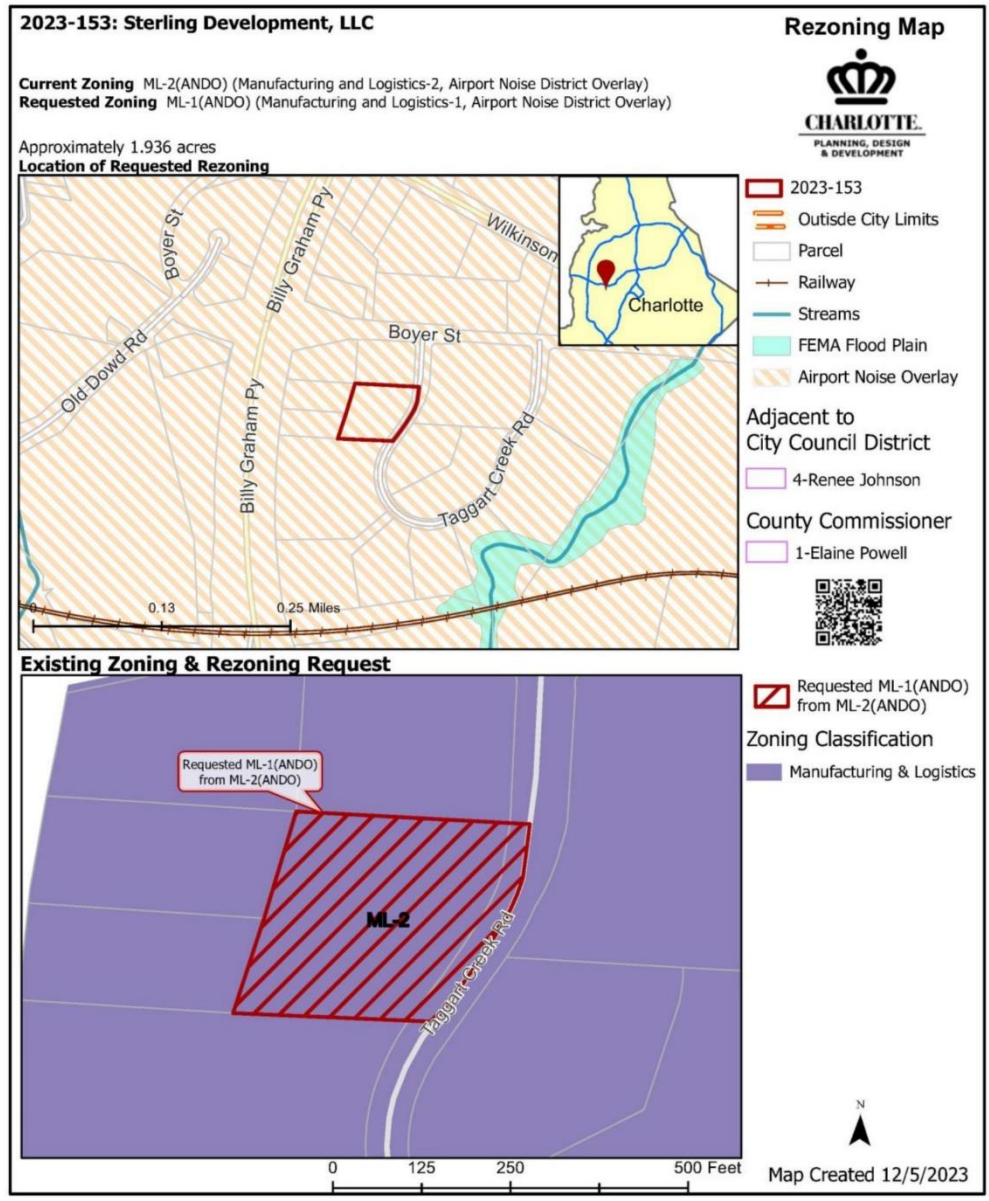 2023-153: Sterling Development, LLC
Current Zoning ML-2(ANDO) (Manufacturing and Logistics-2, Airport Noise District Overlay)
Requested Zoning ML-1(ANDO) (Manufacturing and Logistics-1, Airport Noise District Overlay)
Approximately 1.936 acres
Location of Requested Rezoning
Rezoning Map
CHARLOTTE.
PLANNING, DESIGN
& DEVELOPMENT
Boyer St
Billy Graham Py
Wilkinson
Charlotte
Old Dowd Rd
Boyer St
Billy Graham Py
Taggart Creek Rd
0 0.13 0.25 Miles
2023-153
Outisde City Limits
Parcel
Railway
Streams
FEMA Flood Plain
Airport Noise Overlay
Adjacent to
City Council District
4-Renee Johnson
County Commissioner
1-Elaine Powell
Existing Zoning & Rezoning Request
Requested ML-1(ANDO)
from ML-2(ANDO)
ML-2
Taggart Creek Rd
Requested ML-1(ANDO)
from ML-2(ANDO)
Zoning Classification
Manufacturing & Logistics
N
0 125 250 500 Feet
Map Created 12/5/2023